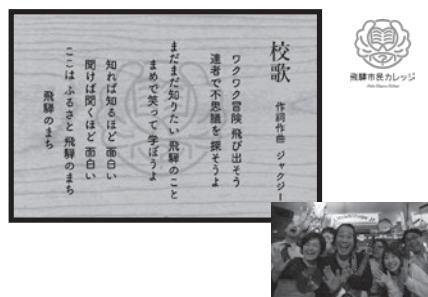 校歌
作詞作曲 ジャクジー
ワクワク冒険 飛び出そう
達者で不思議を 探そうよ
まだまだ知りたい 飛騨のこと
まめで笑って 学ぼうよ
知れば知るほど 面白い
聞けば聞くほど 面白い
ここは ふるさと 飛騨のまち
飛騨のまち
飛騨市民カレッジ